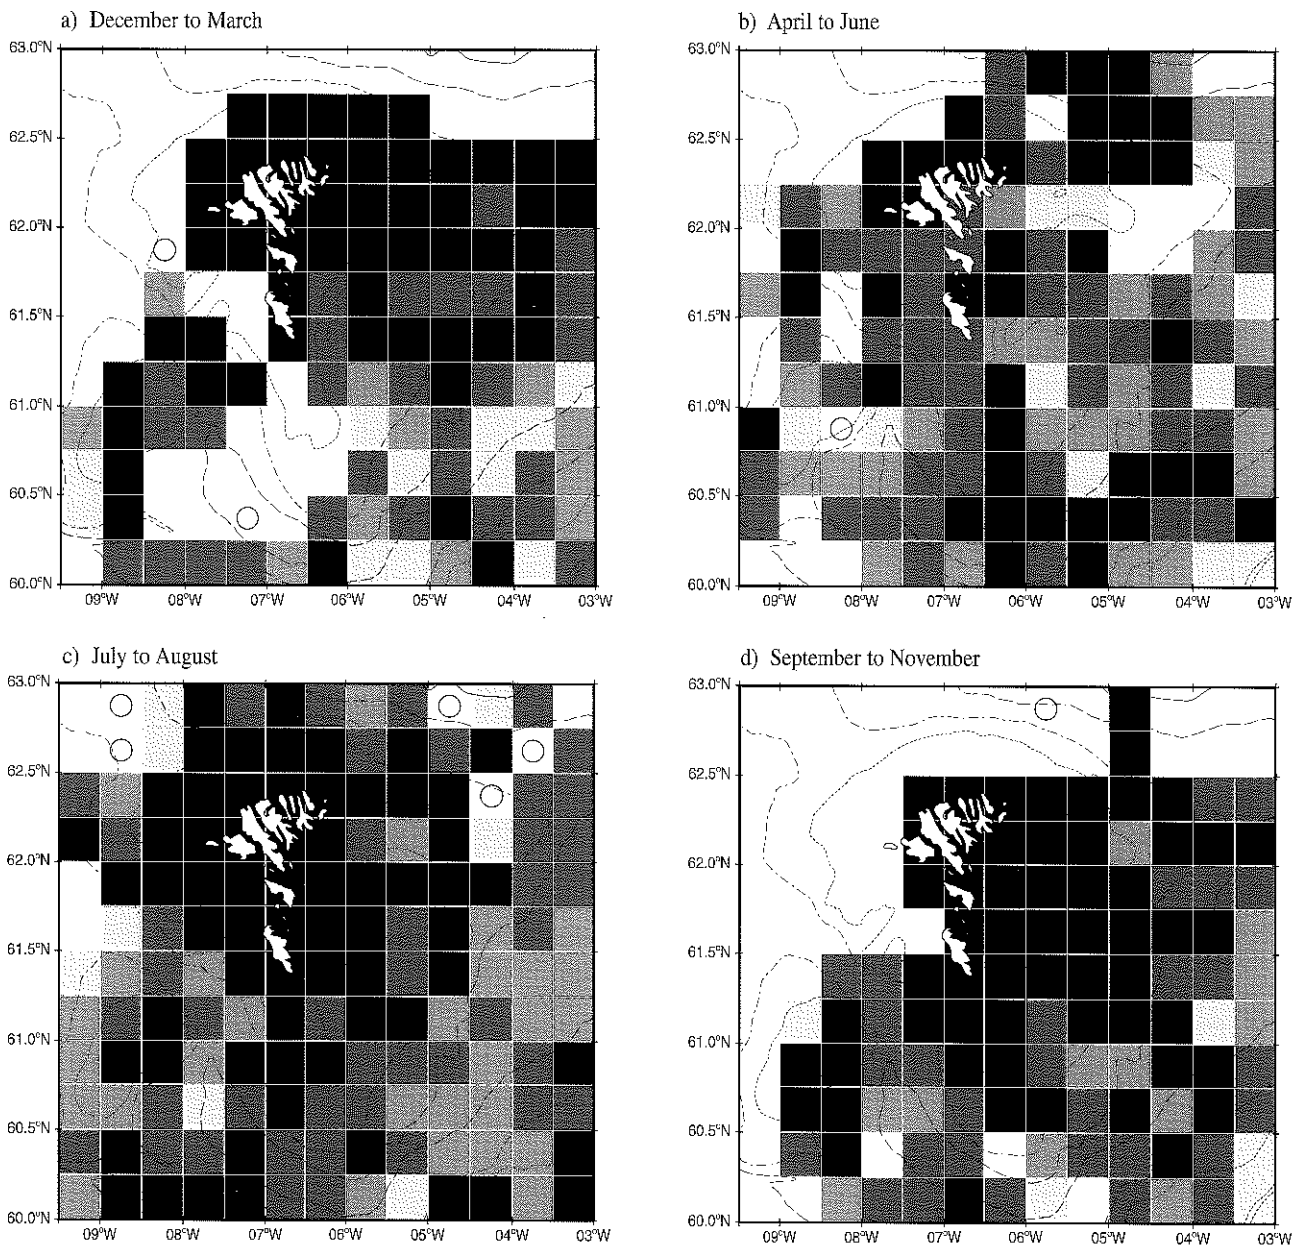 a) December to March
63.0°N
62.5°N
62.0°N
61.5°N
61.0°N
60.5°N
60.0°N
09°W 08°W 07°W 06°W 05°W 04°W 03°W
b) April to June
63.0°N
62.5°N
62.0°N
61.5°N
61.0°N
60.5°N
60.0°N
09°W 08°W 07°W 06°W 05°W 04°W 03°W
c) July to August
63.0°N
62.5°N
62.0°N
61.5°N
61.0°N
60.5°N
60.0°N
09°W 08°W 07°W 06°W 05°W 04°W 03°W
d) September to November
63.0°N
62.5°N
62.0°N
61.5°N
61.0°N
60.5°N
60.0°N
09°W 08°W 07°W 06°W 05°W 04°W 03°W